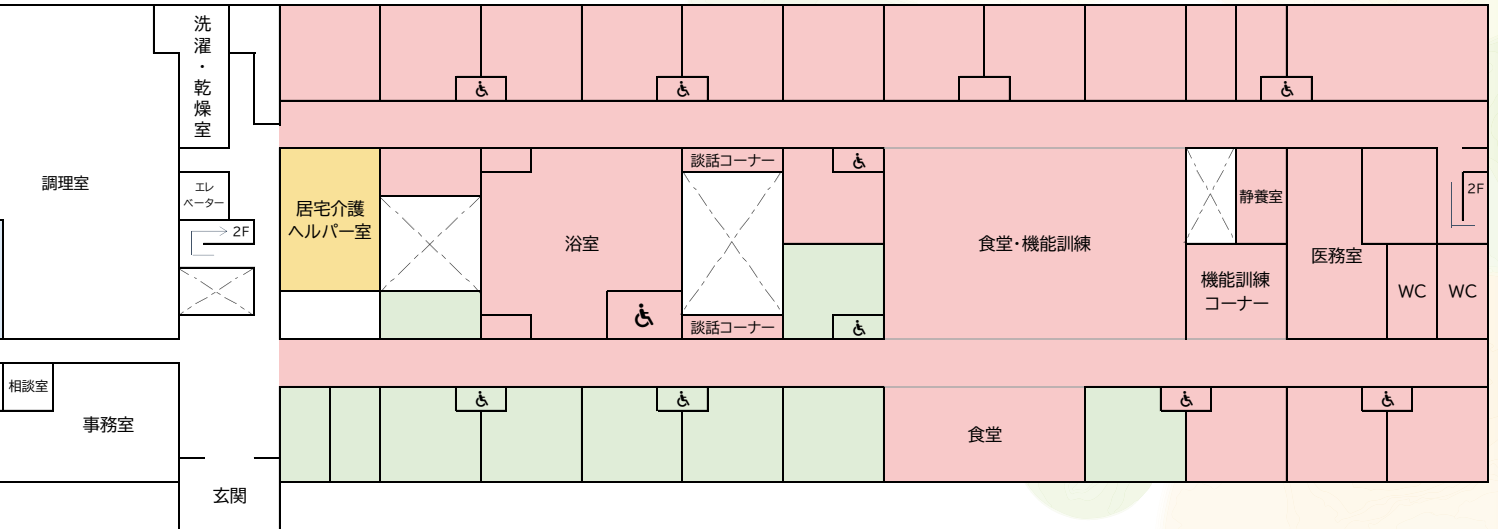 洗濯・乾燥室
調理室
エレ
ベーター
2F
居宅介護
ヘルパー室
浴室
談話コーナー
談話コーナー
食堂・機能訓練
静養室
機能訓練
コーナー
医務室
2F
WC
WC
相談室
事務室
食堂
玄関